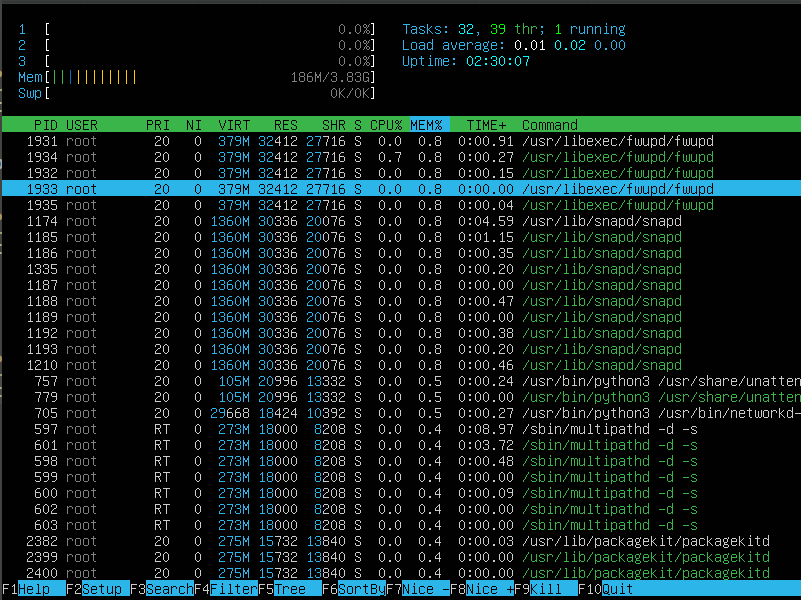 1 [ 0.0%] Tasks: 32, 39 thr; 1 running
2 [ 0.0%] Load average: 0.01 0.02 0.00
3 [ 0.0%] Uptime: 02:30:07
Mem[||||||||||| 186M/3.83G]
Swp[ 0K/0K]
PID USER PRI NI VIRT RES SHR S CPU% MEM% TIME+ Command
1931 root 20 0 379M 32412 27716 S 0.0 0.8 0:00.91 /usr/libexec/fwupd/fwupd
1934 root 20 0 379M 32412 27716 S 0.7 0.8 0:00.27 /usr/libexec/fwupd/fwupd
1932 root 20 0 379M 32412 27716 S 0.0 0.8 0:00.15 /usr/libexec/fwupd/fwupd
1933 root 20 0 379M 32412 27716 S 0.0 0.8 0:00.00 /usr/libexec/fwupd/fwupd
1935 root 20 0 379M 32412 27716 S 0.0 0.8 0:00.04 /usr/libexec/fwupd/fwupd
1174 root 20 0 1360M 30336 20076 S 0.0 0.8 0:04.59 /usr/lib/snapd/snapd
1185 root 20 0 1360M 30336 20076 S 0.0 0.8 0:01.15 /usr/lib/snapd/snapd
1186 root 20 0 1360M 30336 20076 S 0.0 0.8 0:00.35 /usr/lib/snapd/snapd
1335 root 20 0 1360M 30336 20076 S 0.0 0.8 0:00.20 /usr/lib/snapd/snapd
1187 root 20 0 1360M 30336 20076 S 0.0 0.8 0:00.00 /usr/lib/snapd/snapd
1188 root 20 0 1360M 30336 20076 S 0.0 0.8 0:00.47 /usr/lib/snapd/snapd
1189 root 20 0 1360M 30336 20076 S 0.0 0.8 0:00.00 /usr/lib/snapd/snapd
1192 root 20 0 1360M 30336 20076 S 0.0 0.8 0:00.38 /usr/lib/snapd/snapd
1193 root 20 0 1360M 30336 20076 S 0.0 0.8 0:00.20 /usr/lib/snapd/snapd
1210 root 20 0 1360M 30336 20076 S 0.0 0.8 0:00.46 /usr/lib/snapd/snapd
757 root 20 0 105M 20996 13332 S 0.0 0.5 0:00.24 /usr/bin/python3 /usr/share/unatten
779 root 20 0 105M 20996 13332 S 0.0 0.5 0:00.00 /usr/bin/python3 /usr/share/unatten
705 root 20 0 29668 18424 10392 S 0.0 0.5 0:00.27 /usr/bin/python3 /usr/bin/networkd-
597 root RT 0 273M 18000 8208 S 0.0 0.4 0:08.97 /sbin/multipathd -d -s
601 root RT 0 273M 18000 8208 S 0.0 0.4 0:03.72 /sbin/multipathd -d -s
598 root RT 0 273M 18000 8208 S 0.0 0.4 0:00.48 /sbin/multipathd -d -s
599 root RT 0 273M 18000 8208 S 0.0 0.4 0:00.00 /sbin/multipathd -d -s
600 root RT 0 273M 18000 8208 S 0.0 0.4 0:00.09 /sbin/multipathd -d -s
602 root RT 0 273M 18000 8208 S 0.0 0.4 0:00.00 /sbin/multipathd -d -s
603 root RT 0 273M 18000 8208 S 0.0 0.4 0:00.00 /sbin/multipathd -d -s
2382 root 20 0 275M 15732 13840 S 0.0 0.4 0:00.03 /usr/lib/packagekit/packagekitd
2399 root 20 0 275M 15732 13840 S 0.0 0.4 0:00.00 /usr/lib/packagekit/packagekitd
2400 root 20 0 275M 15732 13840 S 0.0 0.4 0:00.00 /usr/lib/packagekit/packagekitd
F1Help F2Setup F3SearchF4FilterF5Tree F6SortByF7Nice -F8Nice +F9Kill F10Quit